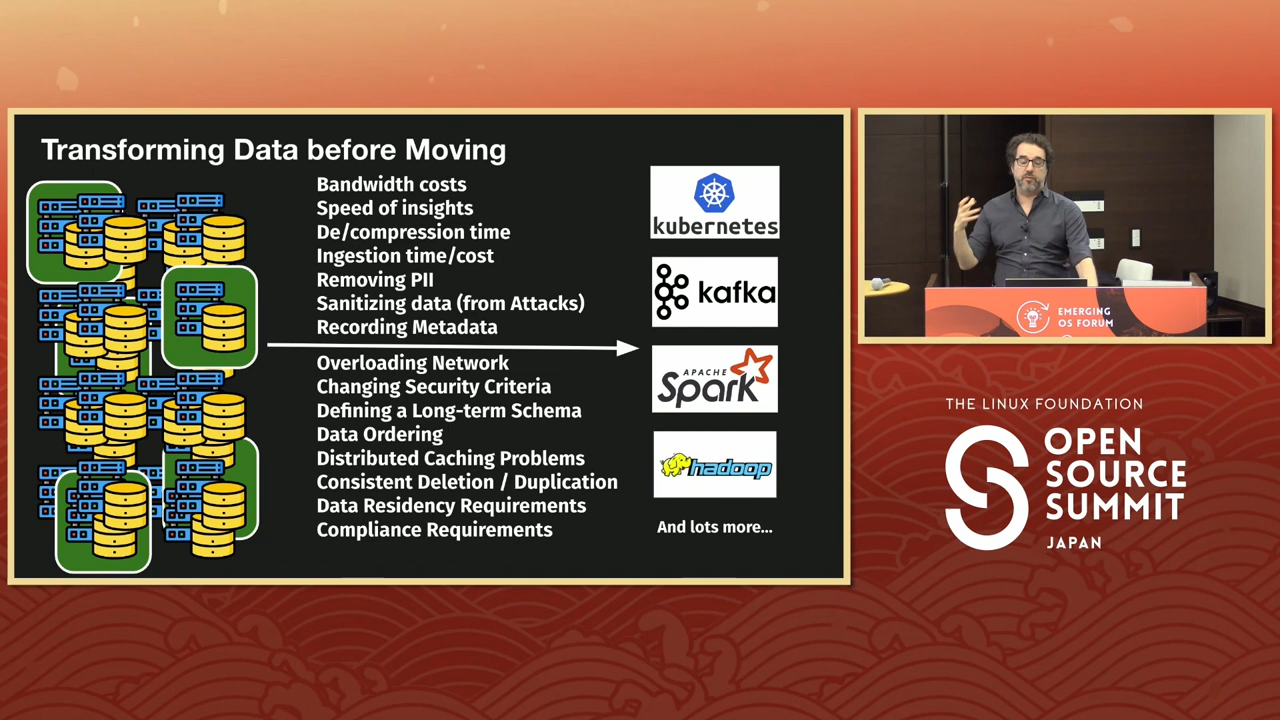 Transforming Data before Moving
Bandwidth costs
Speed of insights
De/compression time
Ingestion time/cost
Removing PII
Sanitizing data (from Attacks)
Recording Metadata
Overloading Network
Changing Security Criteria
Defining a Long-term Schema
Data Ordering
Distributed Caching Problems
Consistent Deletion / Duplication
Data Residency Requirements
Compliance Requirements
kubernetes
kafka
APACHE
Spark
hadoop
And lots more...
EMERGING
OS FORUM
THE LINUX FOUNDATION
OPEN
SOURCE
SUMMIT
JAPAN